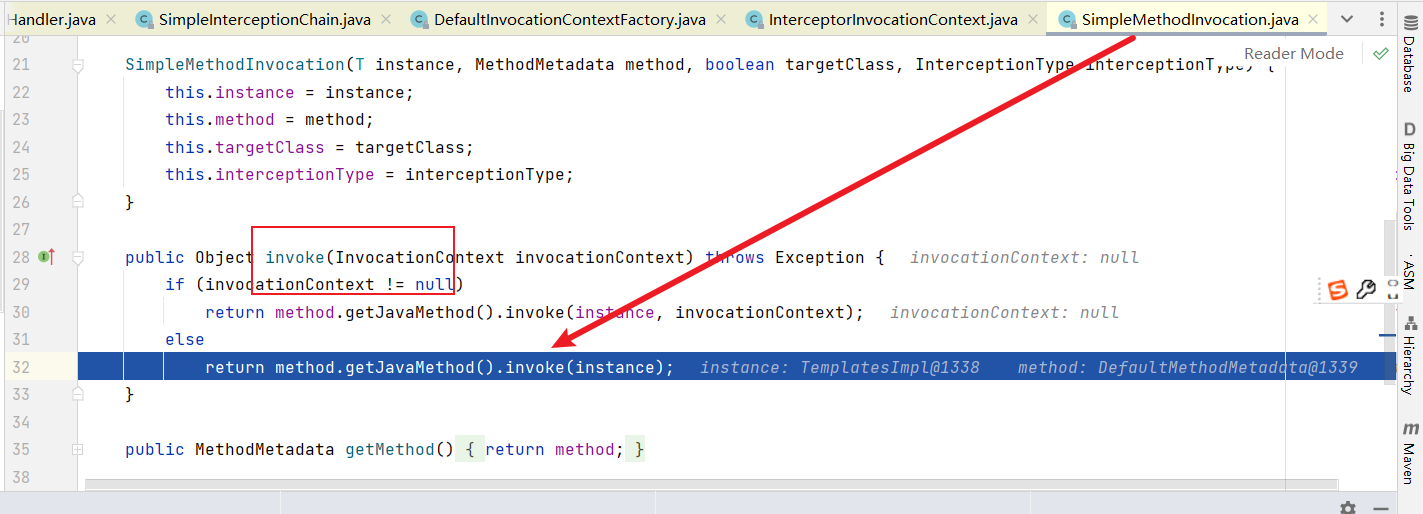 Handler.java × SimpleInterceptionChain.java × DefaultInvocationContextFactory.java × InterceptorInvocationContext.java × SimpleMethodInvocation.java ×
Reader Mode
20
21 SimpleMethodInvocation(T instance, MethodMetadata method, boolean targetClass, InterceptionType interceptionType) {
22 this.instance = instance;
23 this.method = method;
24 this.targetClass = targetClass;
25 this.interceptionType = interceptionType;
26 }
27
28 public Object invoke(InvocationContext invocationContext) throws Exception { invocationContext: null
29 if (invocationContext != null)
30 return method.getJavaMethod().invoke(instance, invocationContext); invocationContext: null
31 else
32 return method.getJavaMethod().invoke(instance); instance: TemplatesImpl@1338 method: DefaultMethodMetadata@1339
33 }
34
35 public MethodMetadata getMethod() { return method; }
38
Database
D Big Data Tools
ASM
Hierarchy
m Maven